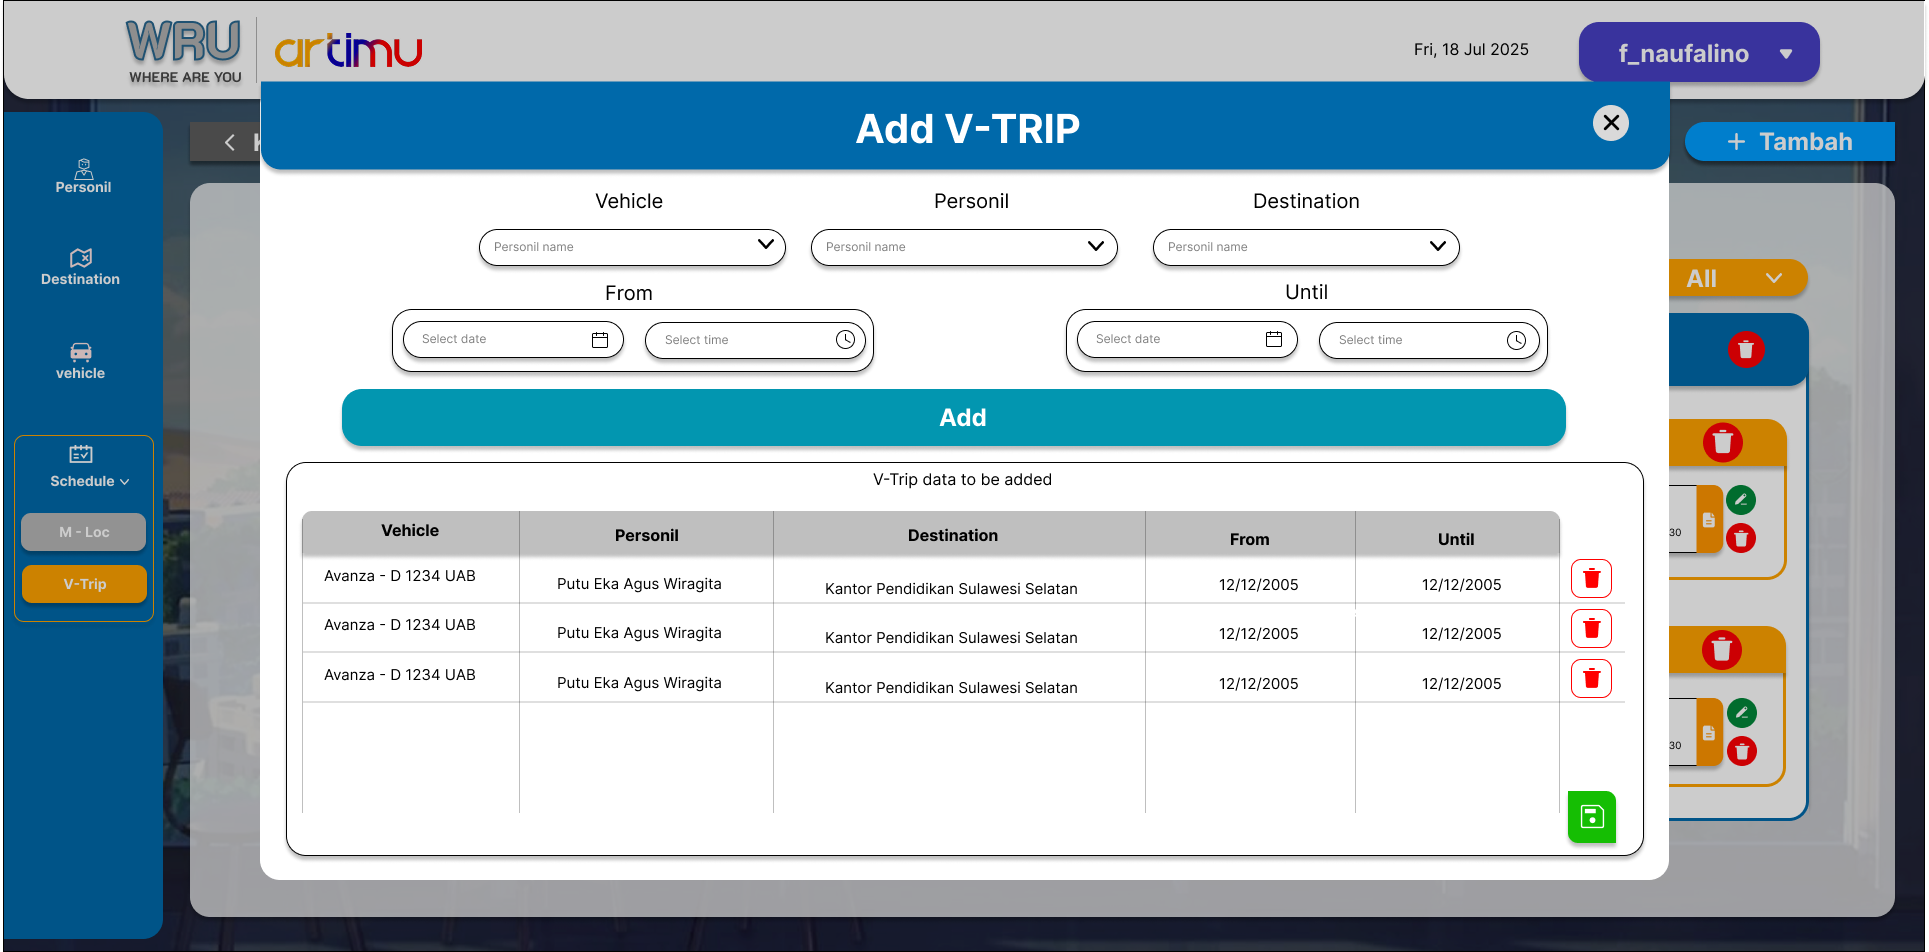 WRU
WHERE ARE YOU
artimu
Fri, 18 Jul 2025
f_naufalino
Add V-TRIP
+ Tambah
Personil
Destination
vehicle
Schedule
M - Loc
V-Trip
Vehicle
Personil
Destination
Personil name
Personil name
Personil name
From
Until
Select date
Select time
Select date
Select time
All
Add
V-Trip data to be added
Vehicle Personil Destination From Until
Avanza - D 1234 UAB Putu Eka Agus Wiragita Kantor Pendidikan Sulawesi Selatan 12/12/2005 12/12/2005
Avanza - D 1234 UAB Putu Eka Agus Wiragita Kantor Pendidikan Sulawesi Selatan 12/12/2005 12/12/2005
Avanza - D 1234 UAB Putu Eka Agus Wiragita Kantor Pendidikan Sulawesi Selatan 12/12/2005 12/12/2005
30
30